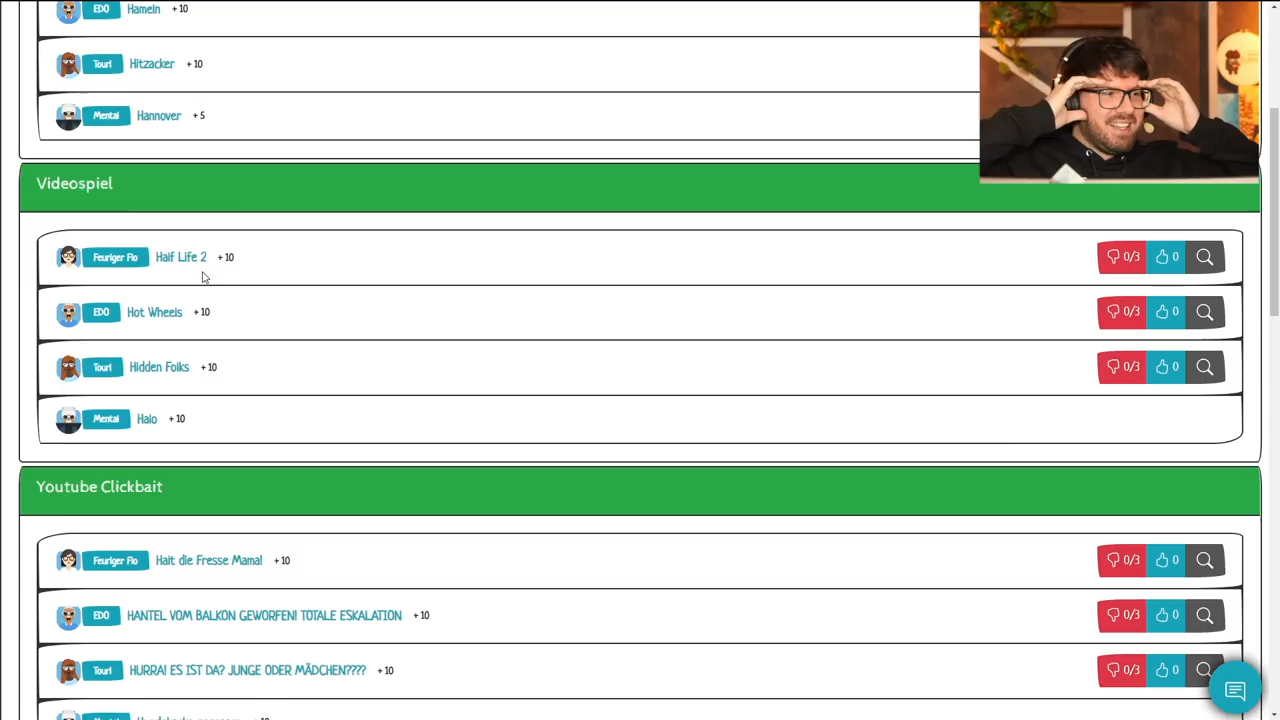 EDO Hameln + 10
Tourl Hitzacker + 10
Mental Hannover + 5
Videospiel
Feuriger Flo Half Life 2 + 10 0/3 0
EDO Hot Wheels + 10 0/3 0
Tourl Hidden Folks + 10 0/3 0
Mental Halo + 10
Youtube Clickbait
Feuriger Flo Halt die Fresse Mama! + 10 0/3 0
EDO HANTEL VOM BALKON GEWORFEN! TOTALE ESKALATION + 10 0/3 0
Tourl HURRA! ES IST DA? JUNGE ODER MÄDCHEN???? + 10 0/3 0